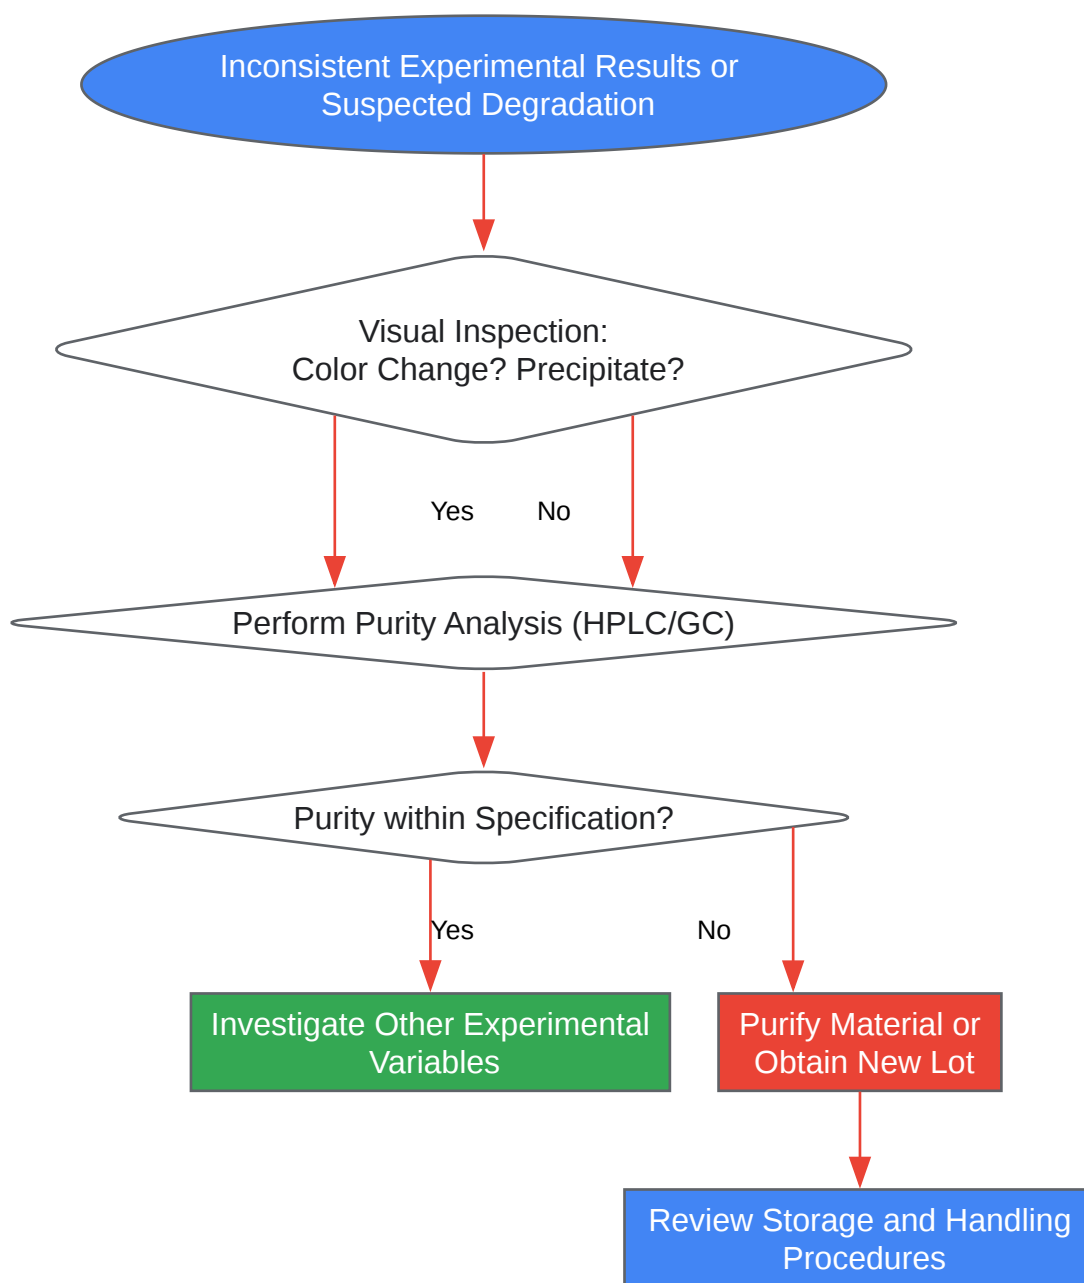 Inconsistent Experimental Results or
Suspected Degradation
Visual Inspection:
Color Change? Precipitate?
Yes
No
Perform Purity Analysis (HPLC/GC)
Purity within Specification?
Yes
No
Investigate Other Experimental
Variables
Purify Material or
Obtain New Lot
Review Storage and Handling
Procedures